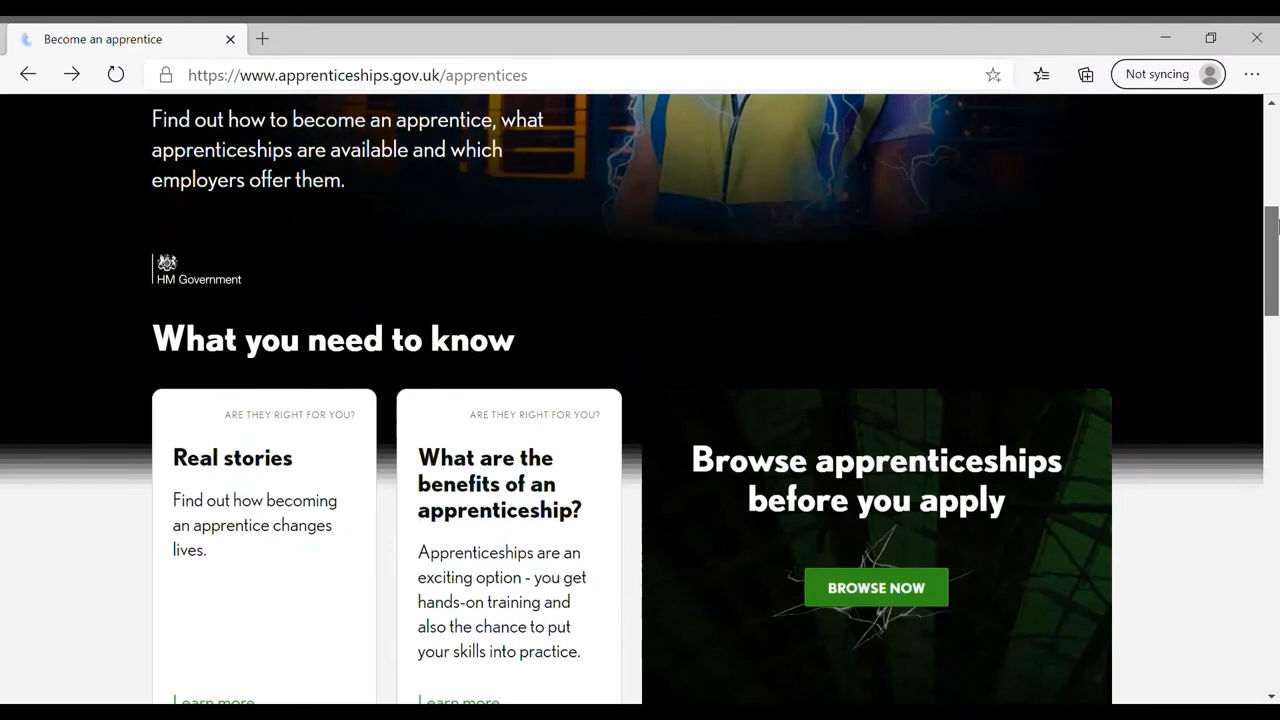 Become an apprentice
https://www.apprenticeships.gov.uk/apprentices
Not syncing
Find out how to become an apprentice, what
apprenticeships are available and which
employers offer them.
HM Government
What you need to know
ARE THEY RIGHT FOR YOU?
Real stories
Find out how becoming
an apprentice changes
lives.
Learn more
ARE THEY RIGHT FOR YOU?
What are the
benefits of an
apprenticeship?
Apprenticeships are an
exciting option - you get
hands-on training and
also the chance to put
your skills into practice.
Learn more
Browse apprenticeships
before you apply
BROWSE NOW